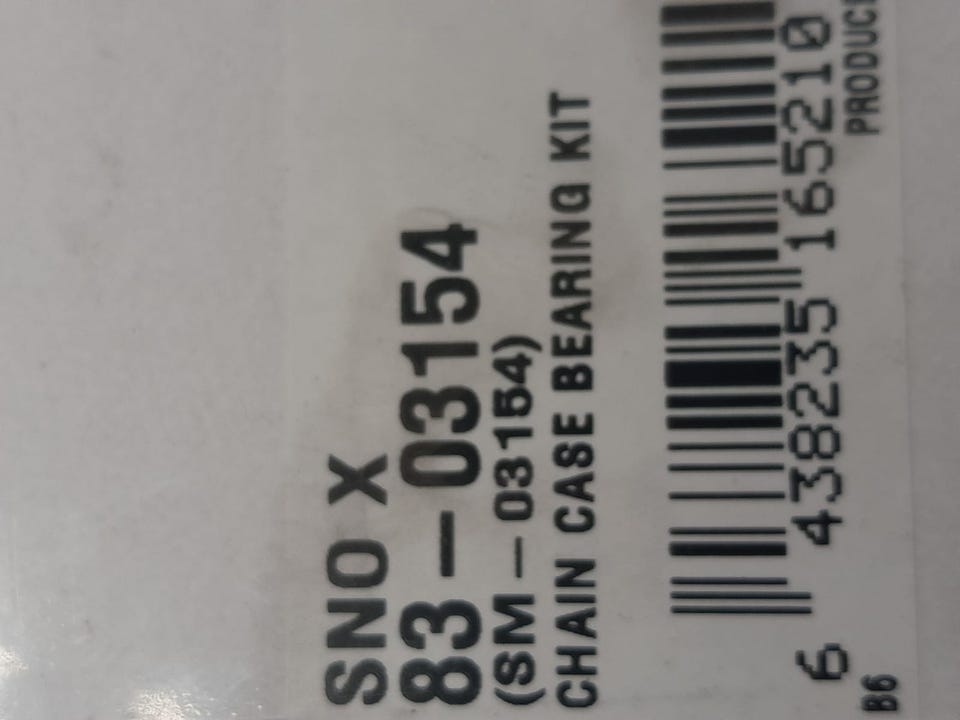 SNO X
83-03154
(SM-03154)
CHAIN CASE BEARING KIT
6 438235 165210
B6